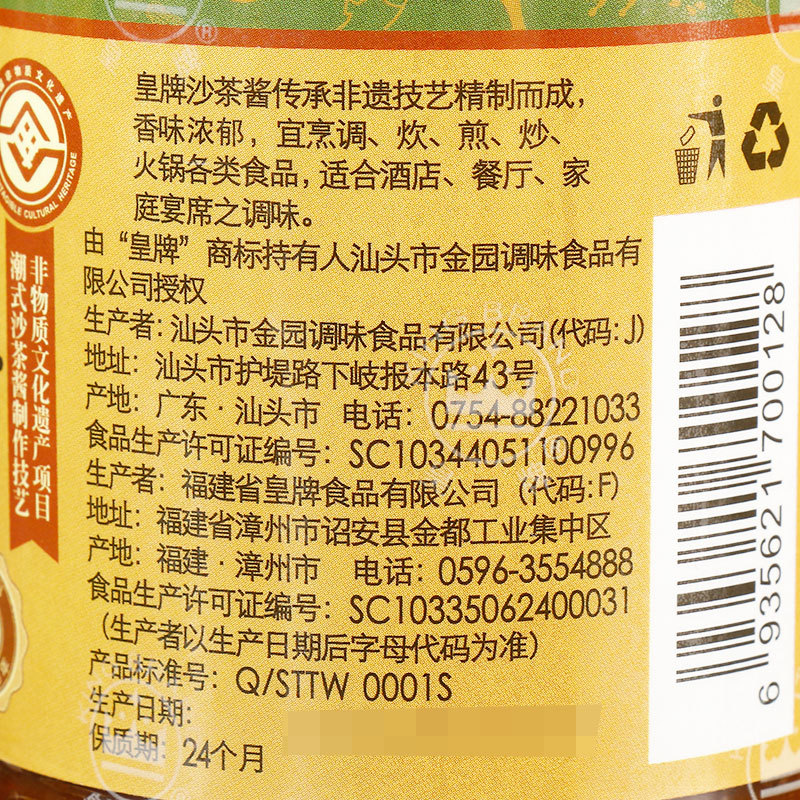 皇牌沙茶酱传承非遗技艺精制而成，
香味浓郁，宜烹调、炊、煎、炒、
火锅各类食品，适合酒店、餐厅、家
庭宴席之调味。
由“皇牌”商标持有人汕头市金园调味食品有
限公司授权
生产者：汕头市金园调味食品有限公司(代码:J)
地址：汕头市护堤路下岐报本路43号
产地：广东·汕头市 电话：0754-88221033
食品生产许可证编号：SC10344051100996
生产者：福建省皇牌食品有限公司（代码:F）
地址：福建省漳州市诏安县金都工业集中区
产地：福建·漳州市 电话：0596-3554888
食品生产许可证编号：SC10335062400031
（生产者以生产日期后字母代码为准）
产品标准号：Q/STTW 0001S
生产日期：
保质期：24个月
非物质文化遗产项目
潮式沙茶酱制作技艺
非物质文化遗产
INTANGIBLE CULTURAL HERITAGE
6 935621 700128